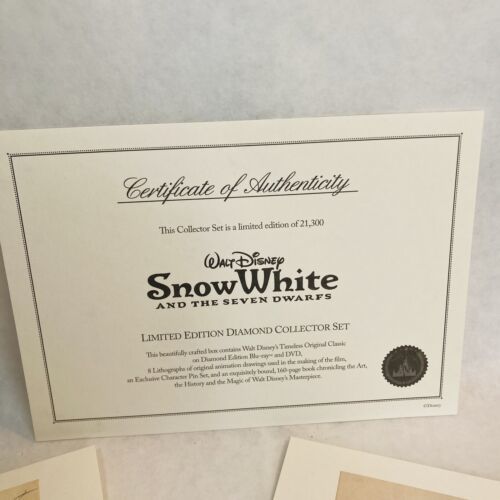 Certificate of Authenticity
This Collector Set is a limited edition of 21,300
WALT DISNEY
Snow White
AND THE SEVEN DWARFS
LIMITED EDITION DIAMOND COLLECTOR SET
This beautifully crafted box contains Walt Disney's Timeless Original Classic
on Diamond Edition Blu-ray™ and DVD,
8 Lithographs of original animation drawings used in the making of the film,
an Exclusive Character Pin Set, and an exquisitely bound, 160-page book chronicling the Art,
the History and the Magic of Walt Disney's Masterpiece.
©Disney